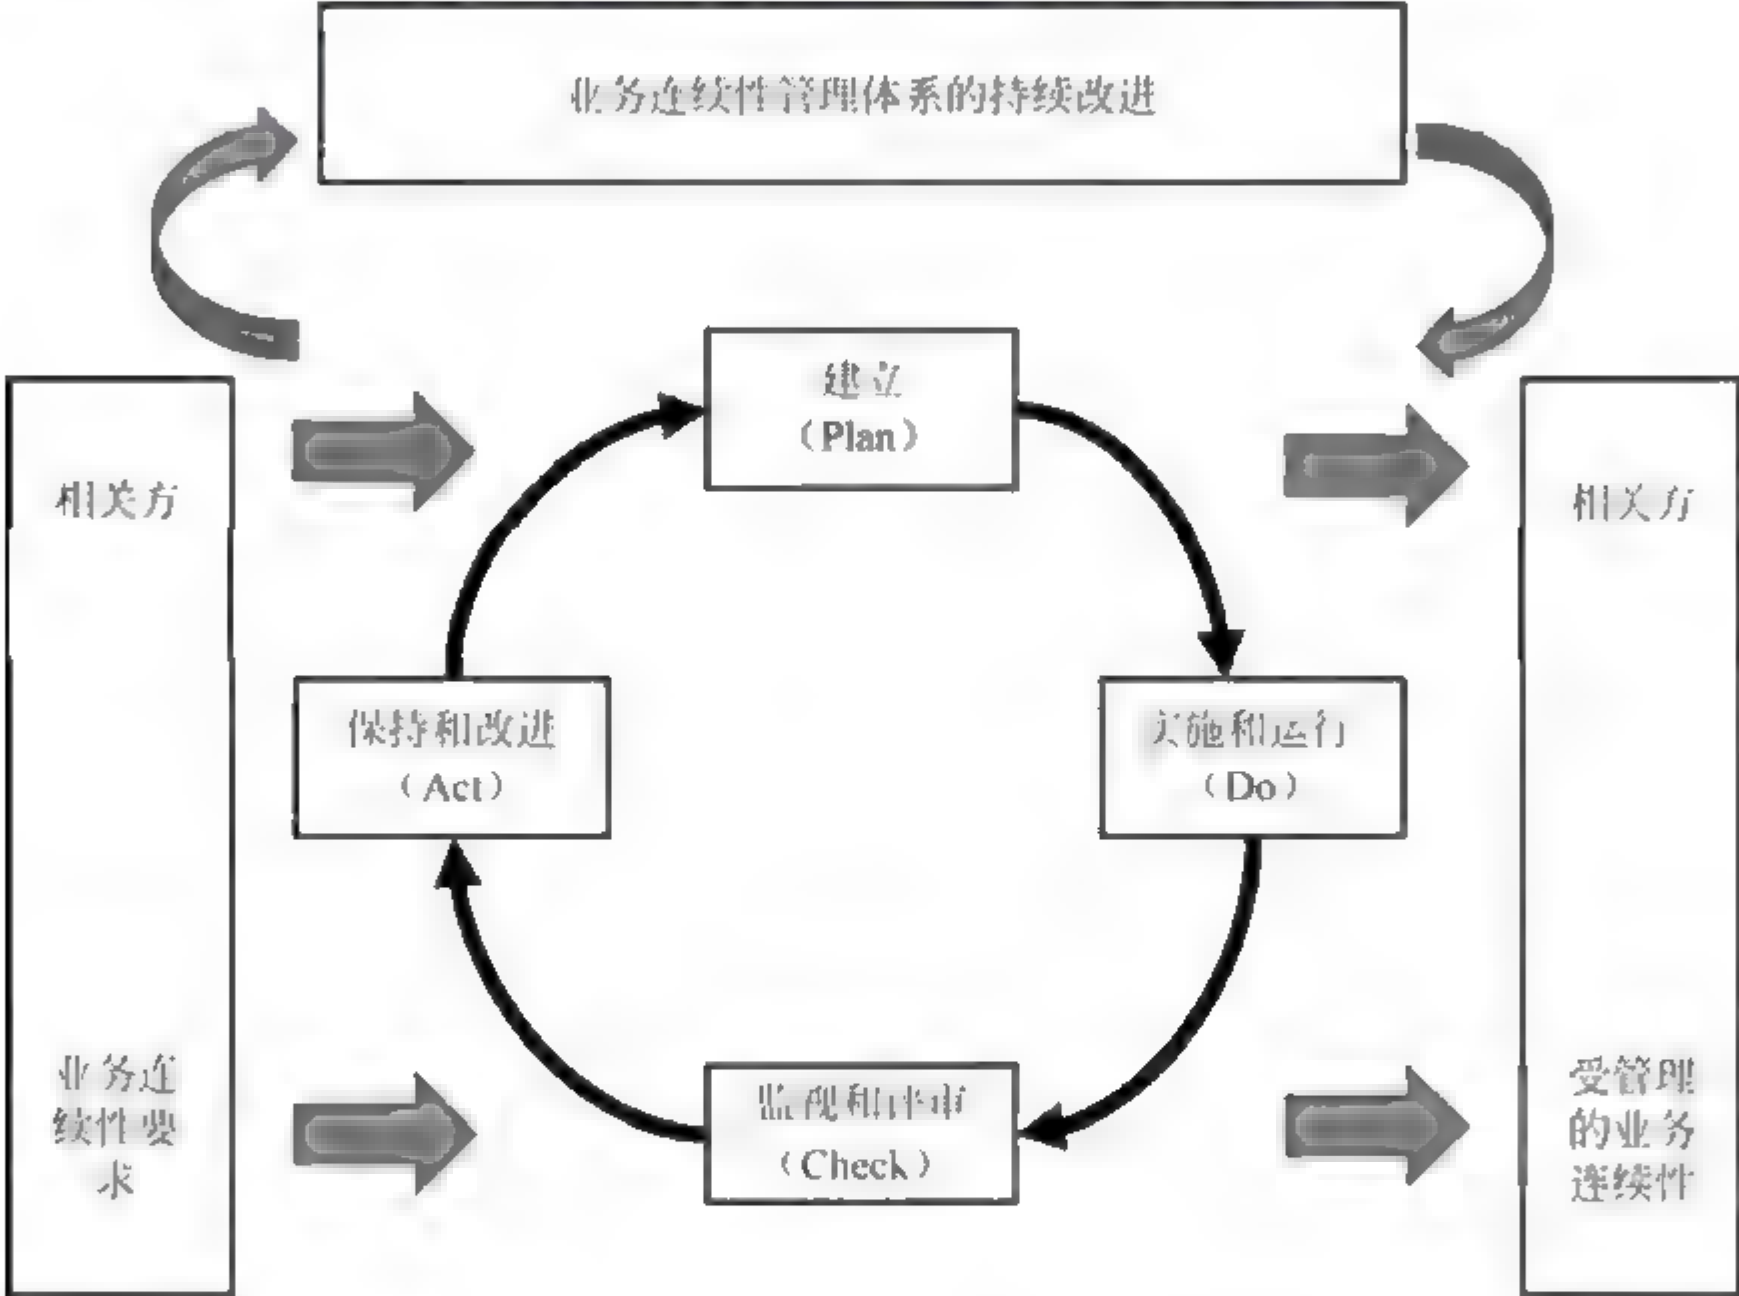 业务连续性管理体系的持续改进
建立
（Plan）
相关方
相关方
保持和改进
（Act）
实施和运行
（Do）
业务连
续性要
求
监视和评审
（Check）
受管理
的业务
连续性